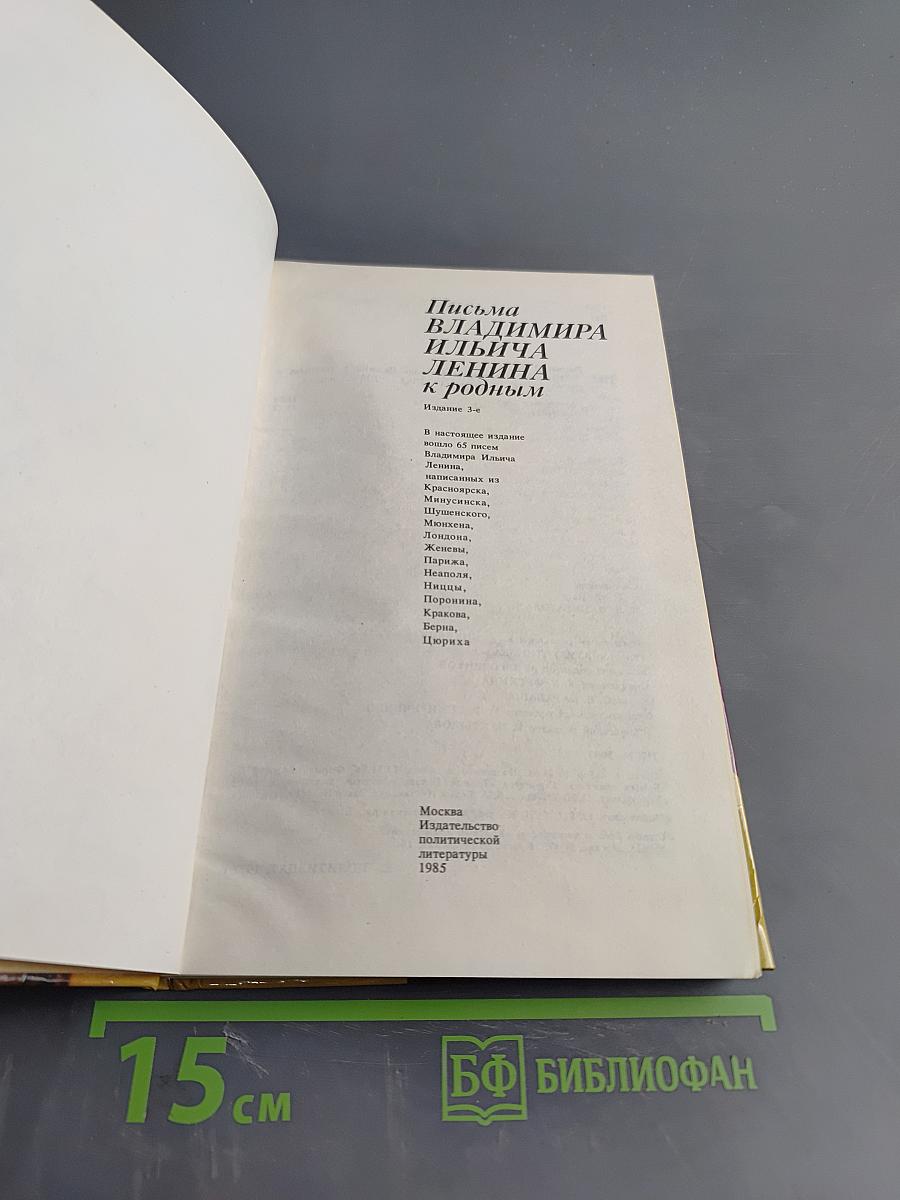 Письма
ВЛАДИМИРА
ИЛЬИЧА
ЛЕНИНА
к родным
Издание 3-е
В настоящее издание
вошло 65 писем
Владимира Ильича
Ленина,
написанных из
Красноярска,
Минусинска,
Шушенского,
Мюнхена,
Лондона,
Женевы,
Парижа,
Неаполя,
Ниццы,
Поронина,
Кракова,
Берна,
Цюриха
Москва
Издательство
политической
литературы
1985
15 см
БФ БИБЛИОФАН